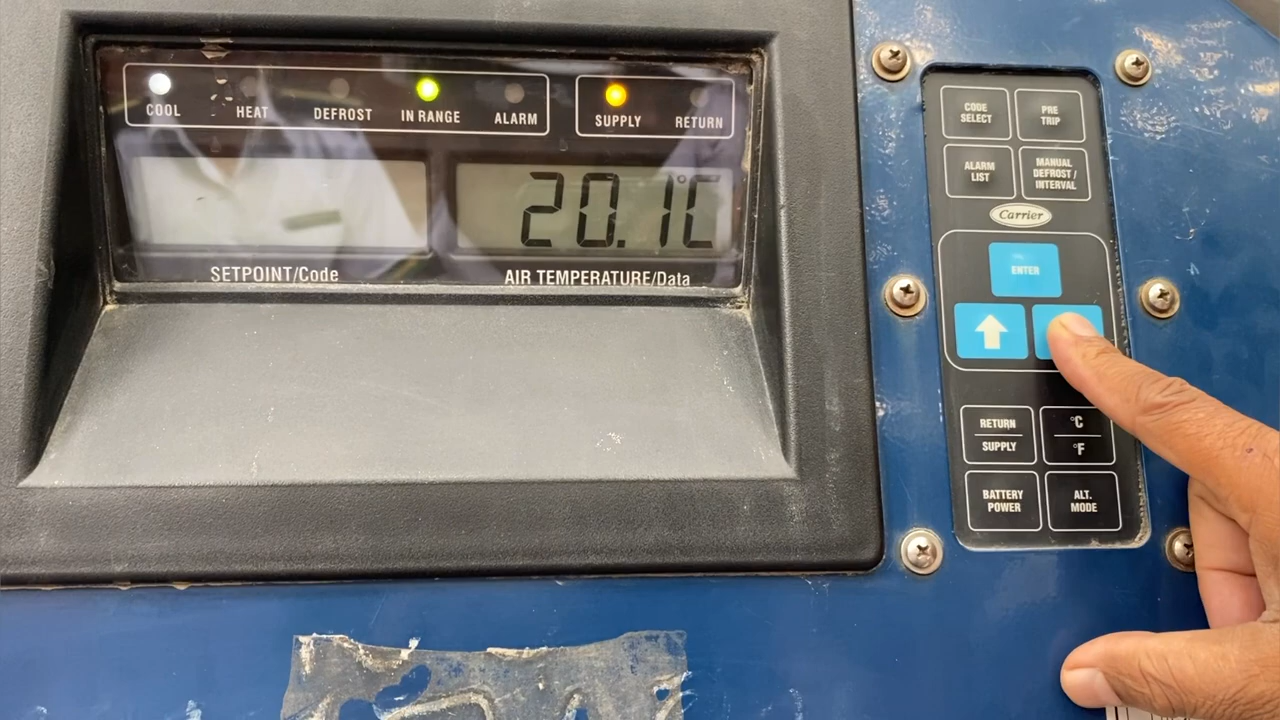 COOL HEAT DEFROST IN RANGE ALARM
SUPPLY RETURN
20.1°C
SETPOINT/Code
AIR TEMPERATURE/Data
CODE
SELECT
PRE
TRIP
ALARM
LIST
MANUAL
DEFROST /
INTERVAL
Carrier
ENTER
RETURN
SUPPLY
°C
°F
BATTERY
POWER
ALT.
MODE